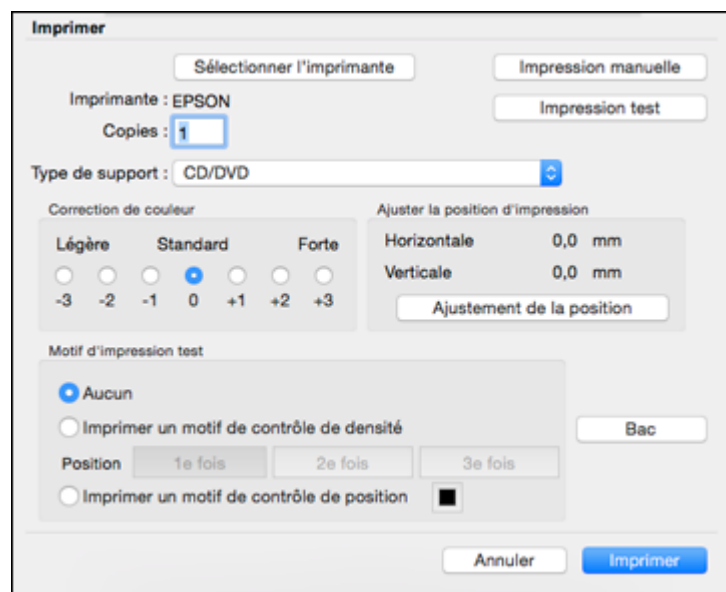 Imprimer
Sélectionner l'imprimante
Impression manuelle
Imprimante : EPSON
Impression test
Copies : 1
Type de support : CD/DVD
Correction de couleur
Ajuster la position d'impression
Légère Standard Forte
Horizontale 0,0 mm
Verticale 0,0 mm
-3 -2 -1 0 +1 +2 +3
Ajustement de la position
Motif d'impression test
Aucun
Imprimer un motif de contrôle de densité
Bac
Position 1e fois 2e fois 3e fois
Imprimer un motif de contrôle de position
Annuler Imprimer